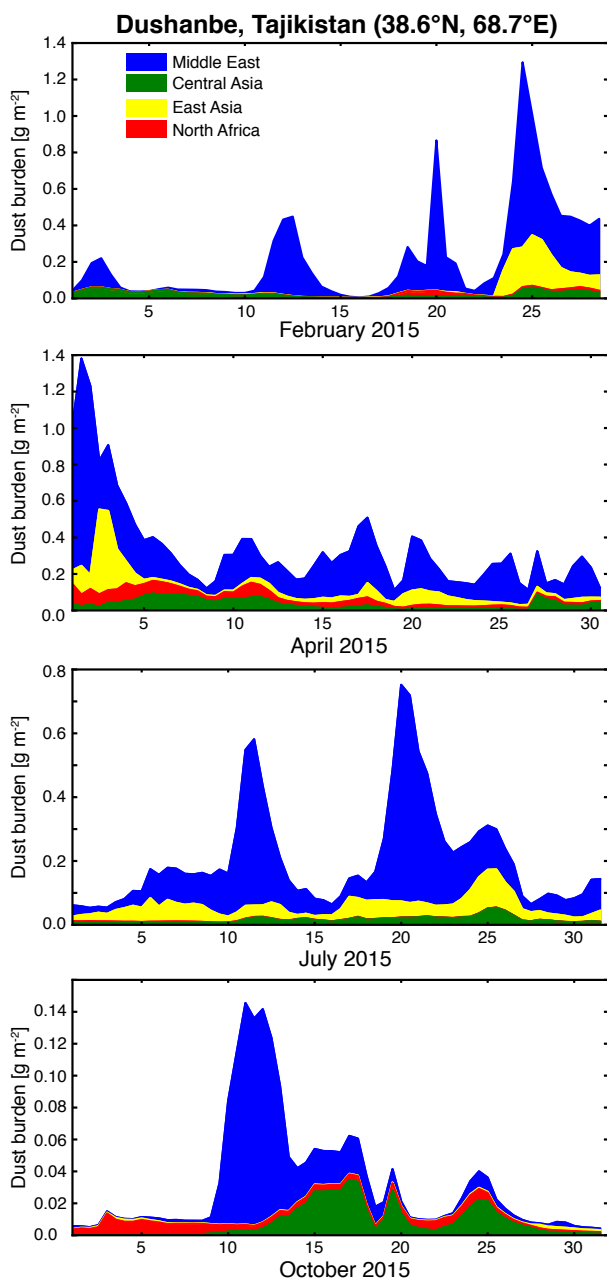 Dushanbe, Tajikistan (38.6°N, 68.7°E)
Dust burden [g m-2]
1.4
1.2
1.0
0.8
0.6
0.4
0.2
0.0
Middle East
Central Asia
East Asia
North Africa
5 10 15 20 25
February 2015
Dust burden [g m-2]
1.4
1.2
1.0
0.8
0.6
0.4
0.2
0.0
5 10 15 20 25 30
April 2015
Dust burden [g m-2]
0.8
0.6
0.4
0.2
0.0
5 10 15 20 25 30
July 2015
Dust burden [g m-2]
0.14
0.12
0.10
0.08
0.06
0.04
0.02
0.0
5 10 15 20 25 30
October 2015